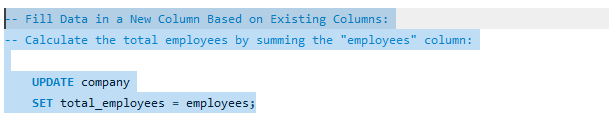 -- Fill Data in a New Column Based on Existing Columns:
-- Calculate the total employees by summing the "employees" column:
UPDATE company
SET total_employees = employees;